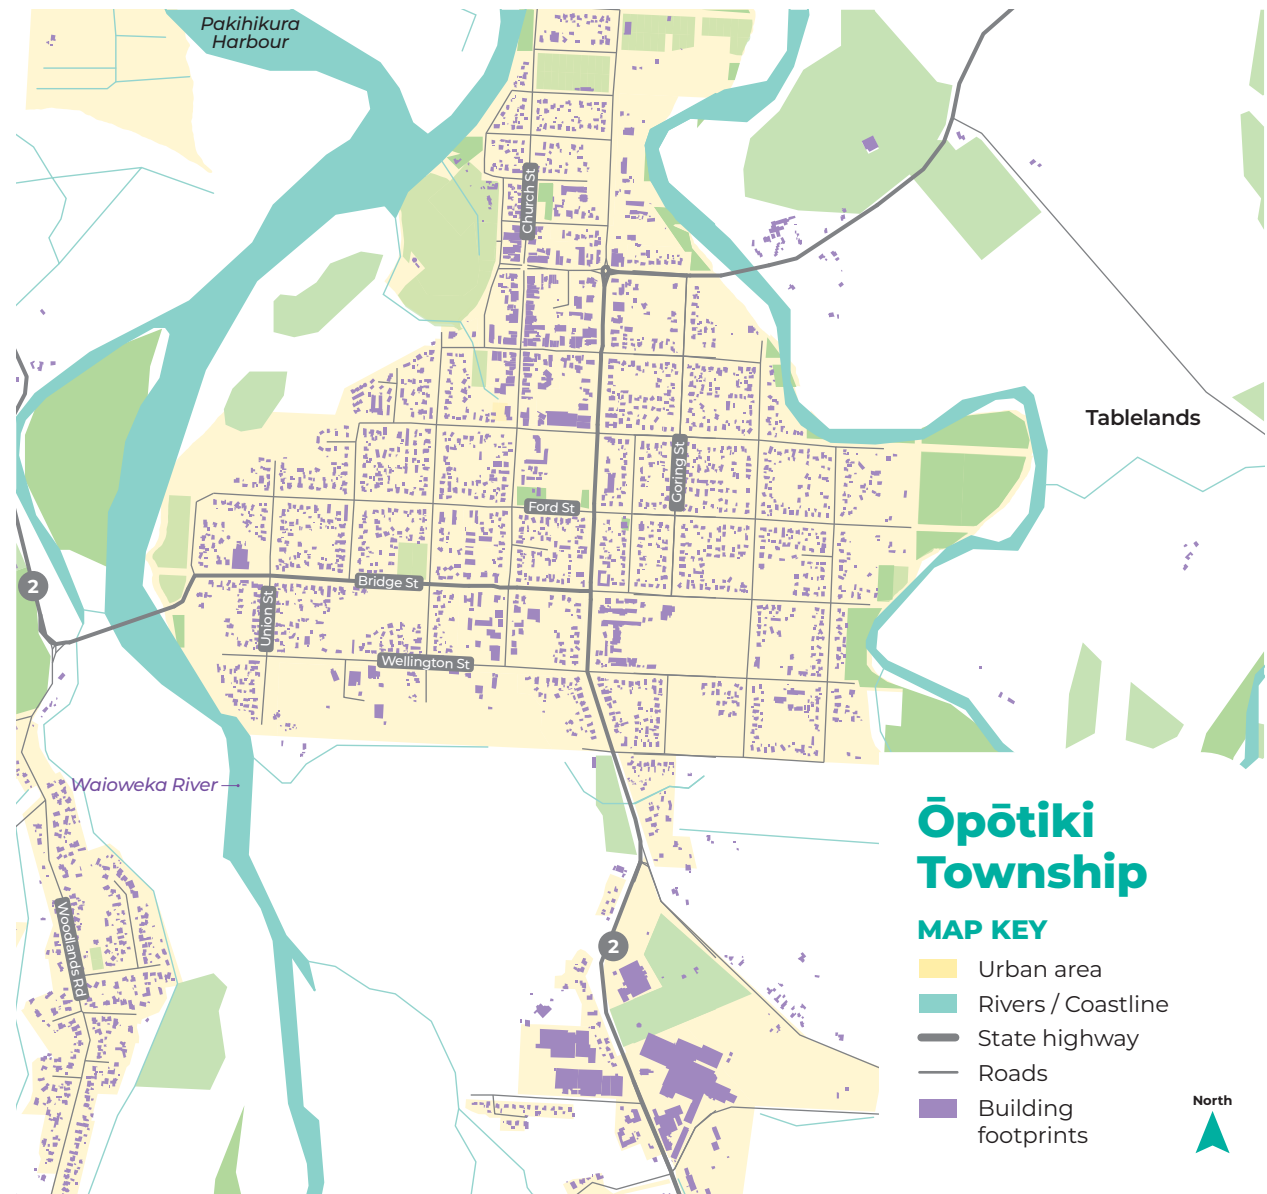 Pakihikura
Harbour
Church St
Tablelands
Goring St
Ford St
2
Bridge St
Union St
Wellington St
Waioweka River
Woodlands Rd
2
Ōpōtiki
Township
MAP KEY
Urban area
Rivers / Coastline
State highway
Roads
Building
footprints
North